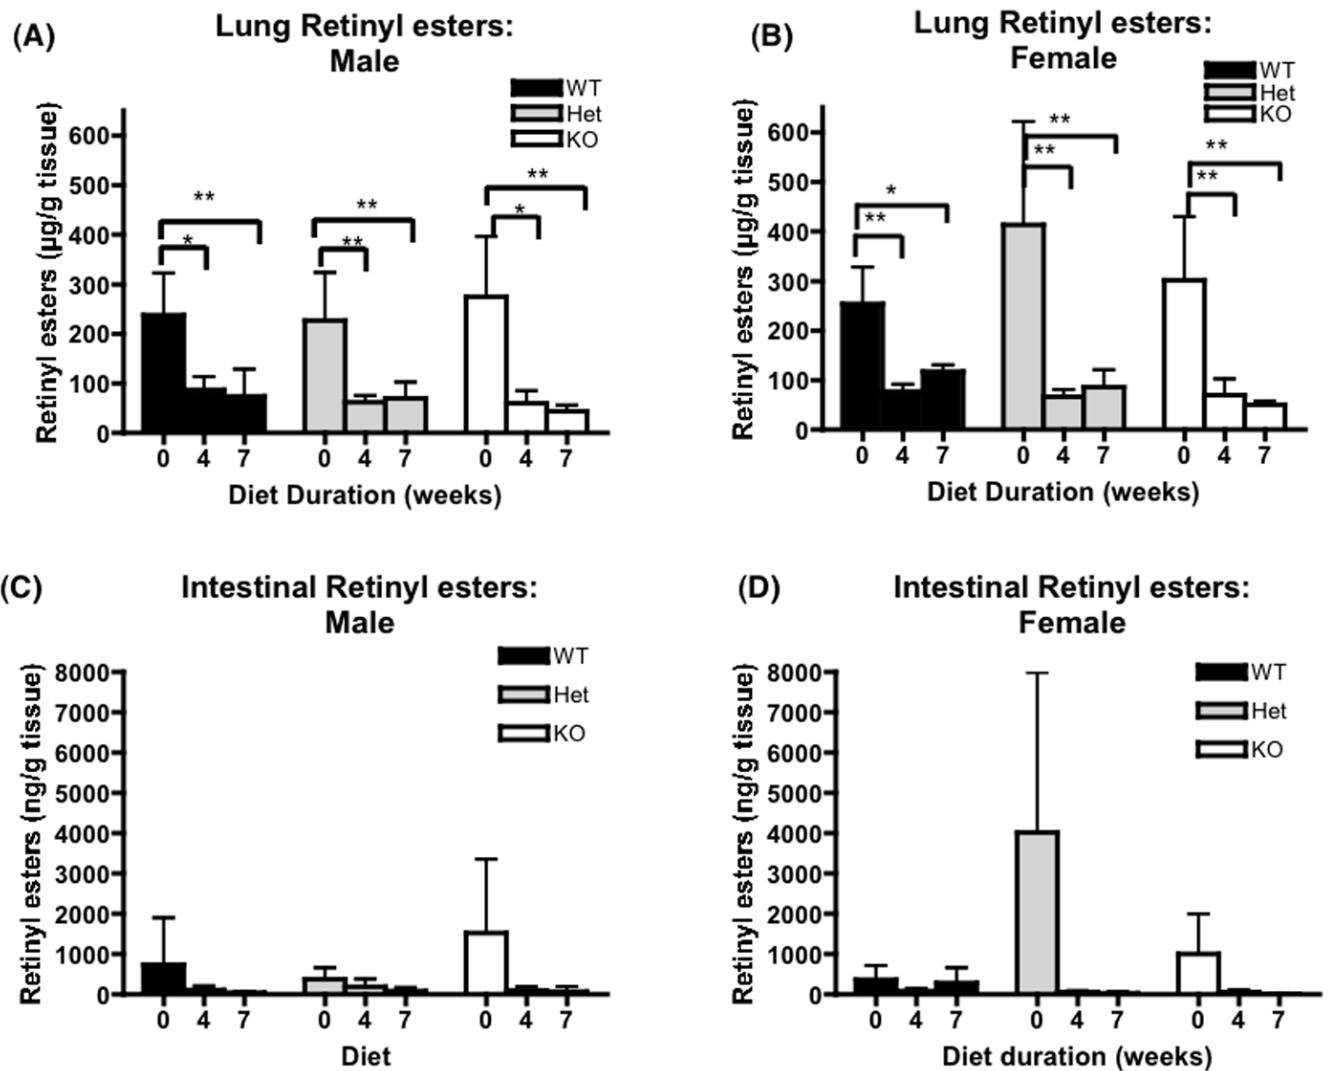 (A)
Lung Retinyl esters:
Male
WT
Het
KO
Retinyl esters (µg/g tissue)
600
500
400
300
200
100
0
**
*
**
**
**
*
0 4 7 0 4 7 0 4 7
Diet Duration (weeks)
(B)
Lung Retinyl esters:
Female
WT
Het
KO
Retinyl esters (µg/g tissue)
600
500
400
300
200
100
0
*
**
**
**
**
**
0 4 7 0 4 7 0 4 7
Diet Duration (weeks)
(C)
Intestinal Retinyl esters:
Male
WT
Het
KO
Retinyl esters (ng/g tissue)
8000
7000
6000
5000
4000
3000
2000
1000
0
0 4 7 0 4 7 0 4 7
Diet
(D)
Intestinal Retinyl esters:
Female
WT
Het
KO
Retinyl esters (ng/g tissue)
8000
7000
6000
5000
4000
3000
2000
1000
0
0 4 7 0 4 7 0 4 7
Diet duration (weeks)